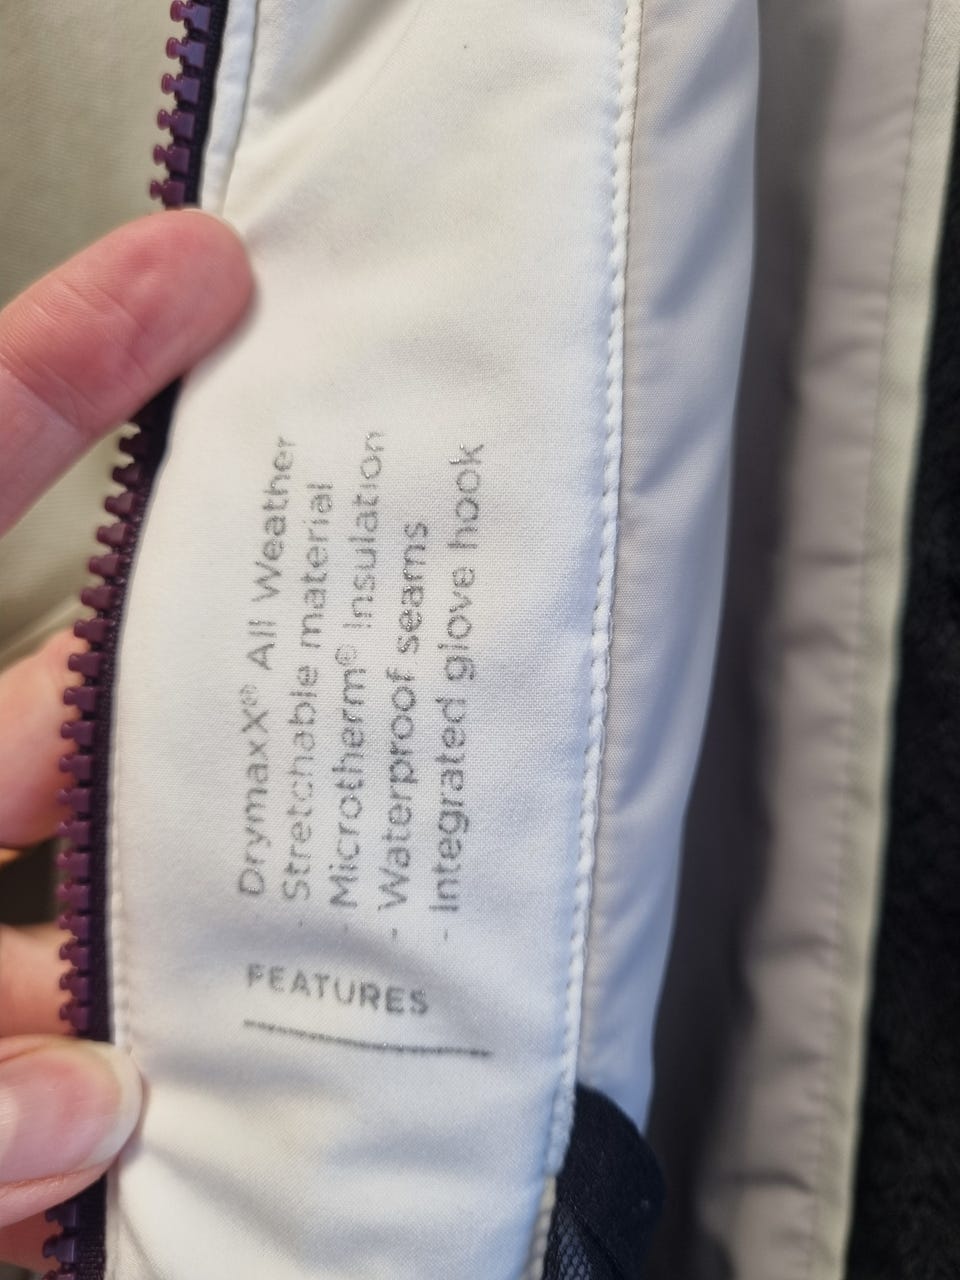 FEATURES
- DrymaxX® All Weather
- Stretchable material
- Microtherm® Insulation
- Waterproof seams
- Integrated glove hook